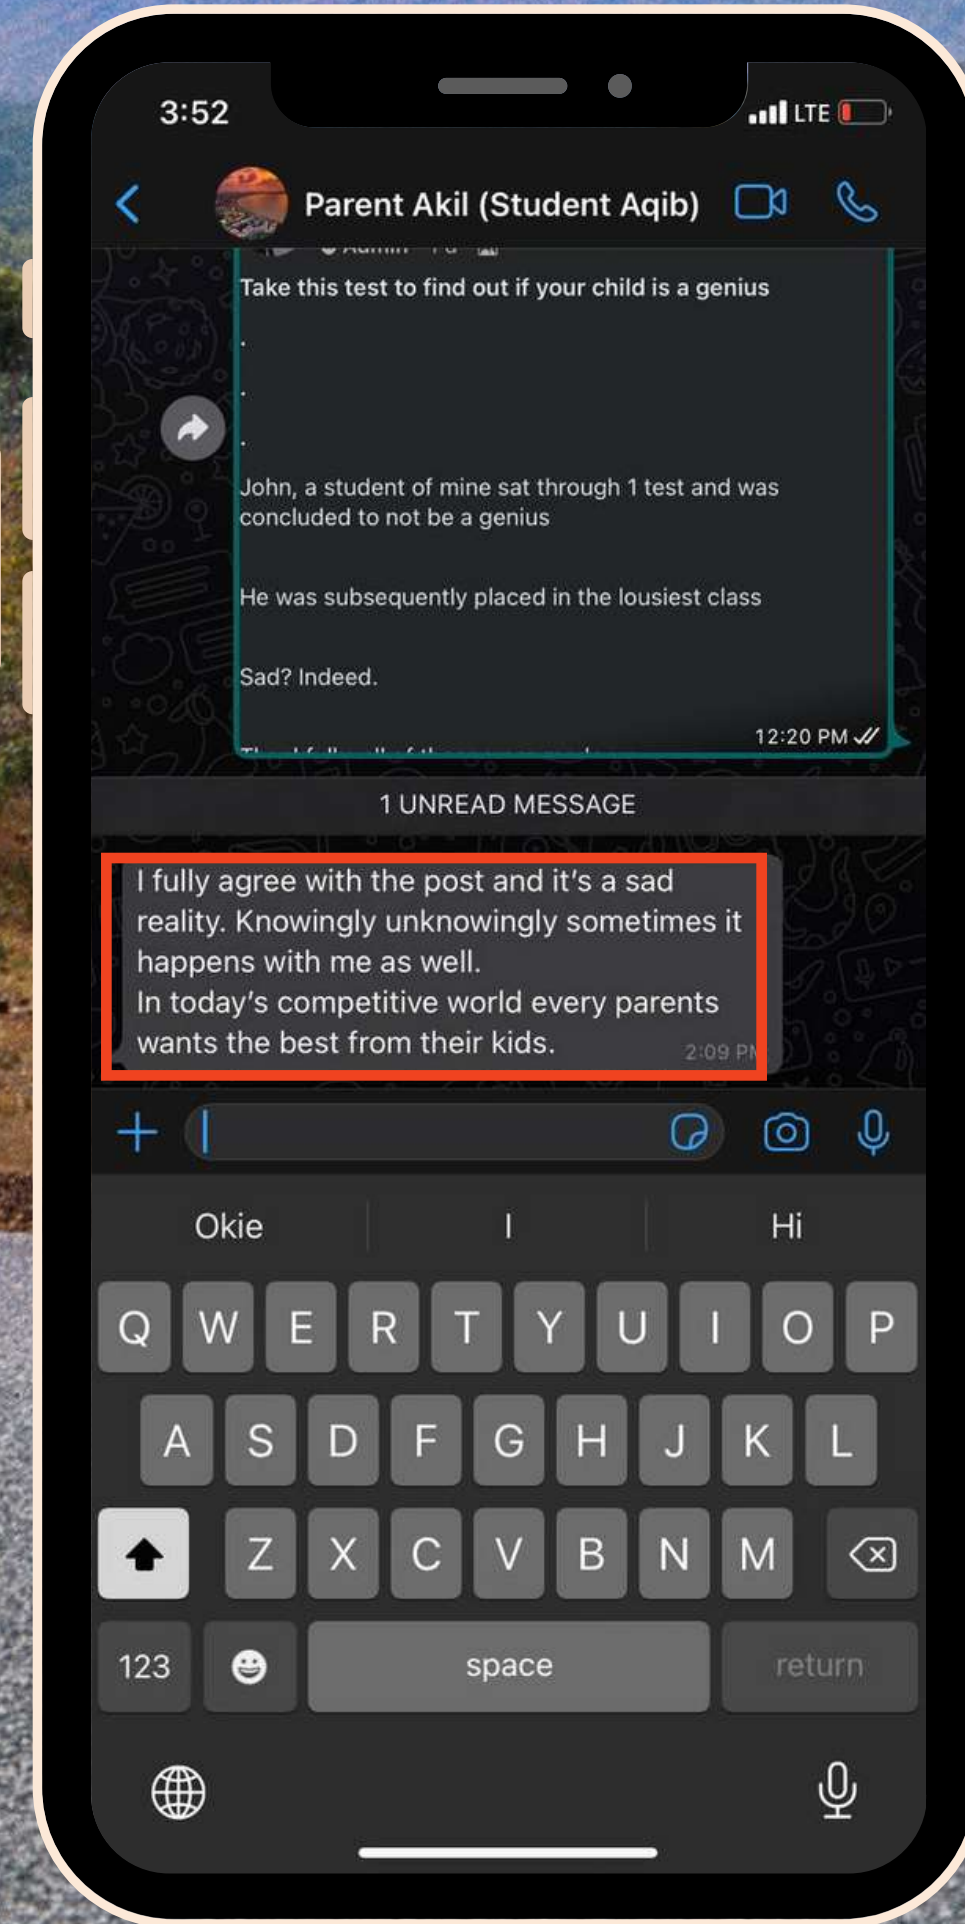 3:52
LTE
Parent Akil (Student Aqib)
Admin
Take this test to find out if your child is a genius
.
.
.
John, a student of mine sat through 1 test and was
concluded to not be a genius
He was subsequently placed in the lousiest class
Sad? Indeed.
12:20 PM
1 UNREAD MESSAGE
I fully agree with the post and it's a sad
reality. Knowingly unknowingly sometimes it
happens with me as well.
In today's competitive world every parents
wants the best from their kids.
2:09 PM
Okie I Hi
Q W E R T Y U I O P
A S D F G H J K L
Z X C V B N M
123 space return